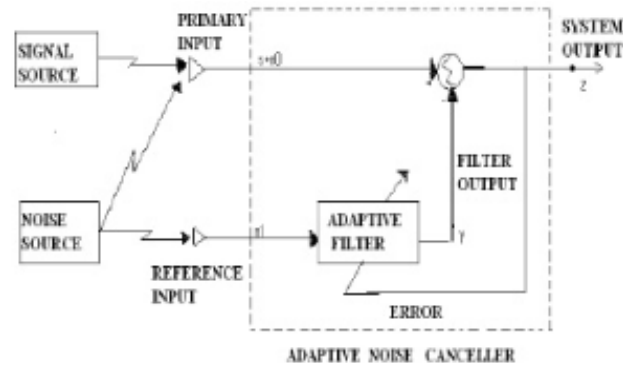 PRIMARY
INPUT
SIGNAL
SOURCE
s+n0
SYSTEM
OUTPUT
z
FILTER
OUTPUT
NOISE
SOURCE
n1
ADAPTIVE
FILTER
y
REFERENCE
INPUT
ERROR
ADAPTIVE NOISE CANCELLER